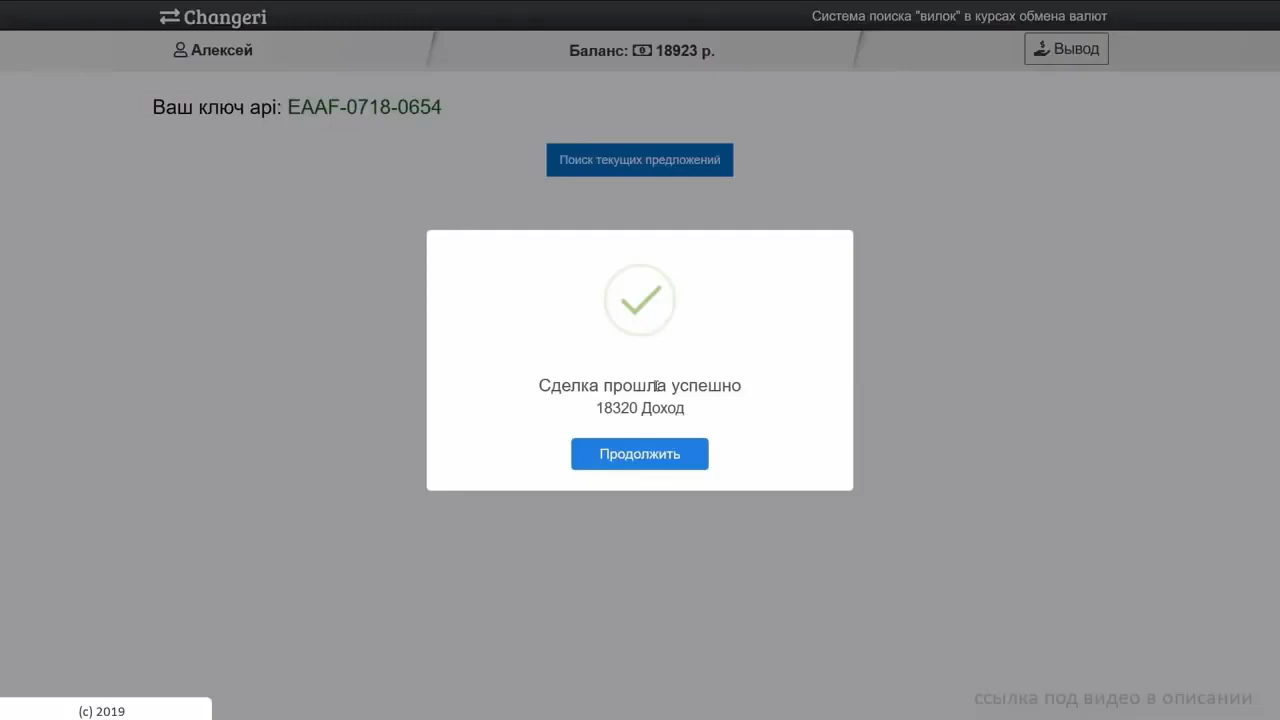 Changeri
Система поиска "вилок" в курсах обмена валют
Алексей
Баланс: 18923 р.
Вывод
Ваш ключ api: EAAF-0718-0654
Поиск текущих предложений
Сделка прошла успешно
18320 Доход
Продолжить
ссылка под видео в описании
(c) 2019